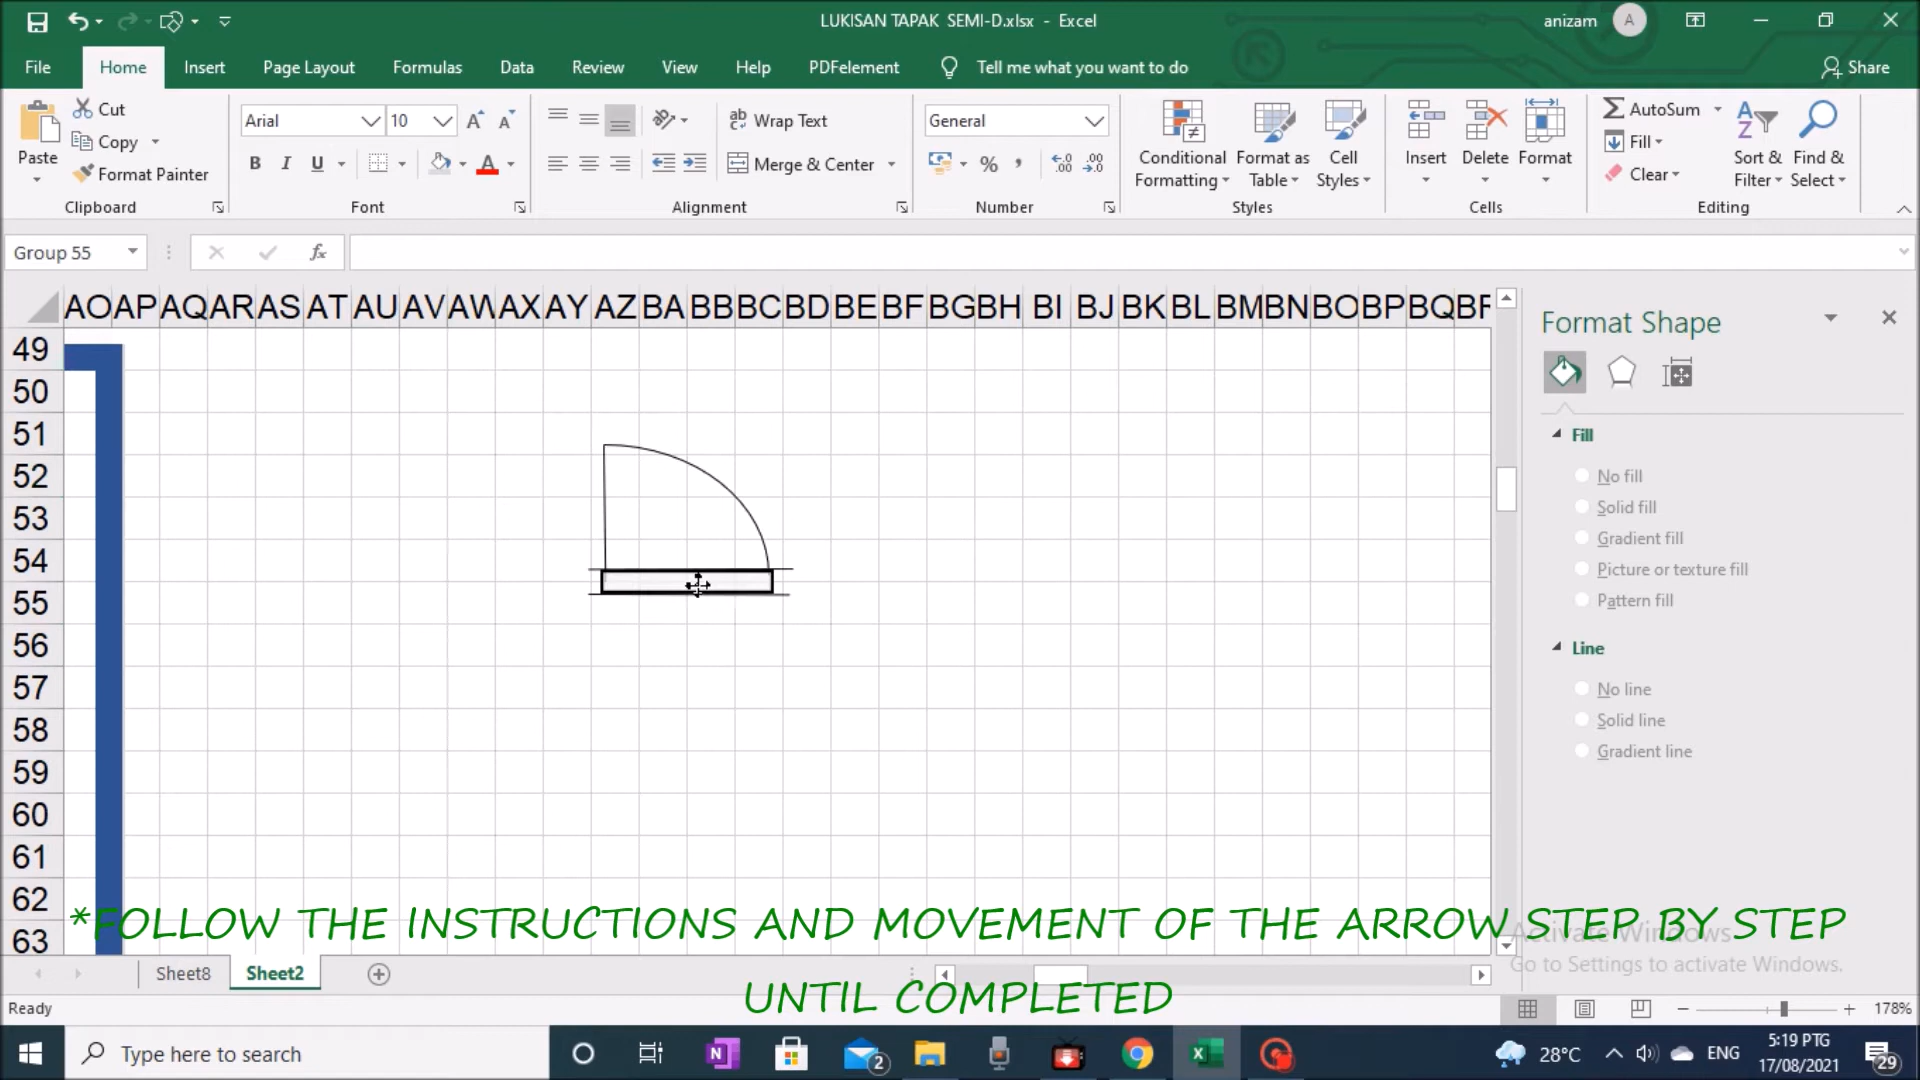 LUKISAN TAPAK  SEMI-D.xlsx  -  Excel
anizam
A
File Home Insert Page Layout Formulas Data Review View Help PDFelement Tell me what you want to do Share
Paste
Cut
Copy
Format Painter
Clipboard
Arial
10
B I U
A
Font
ab Wrap Text
Merge & Center
Alignment
General
% ,
.00
Number
Conditional Formatting
Format as Table
Cell Styles
Styles
Insert
Delete
Format
Cells
AutoSum
Fill
Clear
Sort & Filter
Find & Select
Editing
Group 55
fx
AO AP AQ AR AS AT AU AV AW AX AY AZ BA BB BC BD BE BF BG BH BI BJ BK BL BM BN BO BP BQ
49
50
51
52
53
54
55
56
57
58
59
60
61
62
63
Format Shape
Fill
No fill
Solid fill
Gradient fill
Picture or texture fill
Pattern fill
Line
No line
Solid line
Gradient line
*FOLLOW THE INSTRUCTIONS AND MOVEMENT OF THE ARROW STEP BY STEP
UNTIL COMPLETED
Activate Windows
Go to Settings to activate Windows.
Sheet8
Sheet2
Ready
178%
Type here to search
N
2
28°C
ENG
5:19 PTG
17/08/2021
29